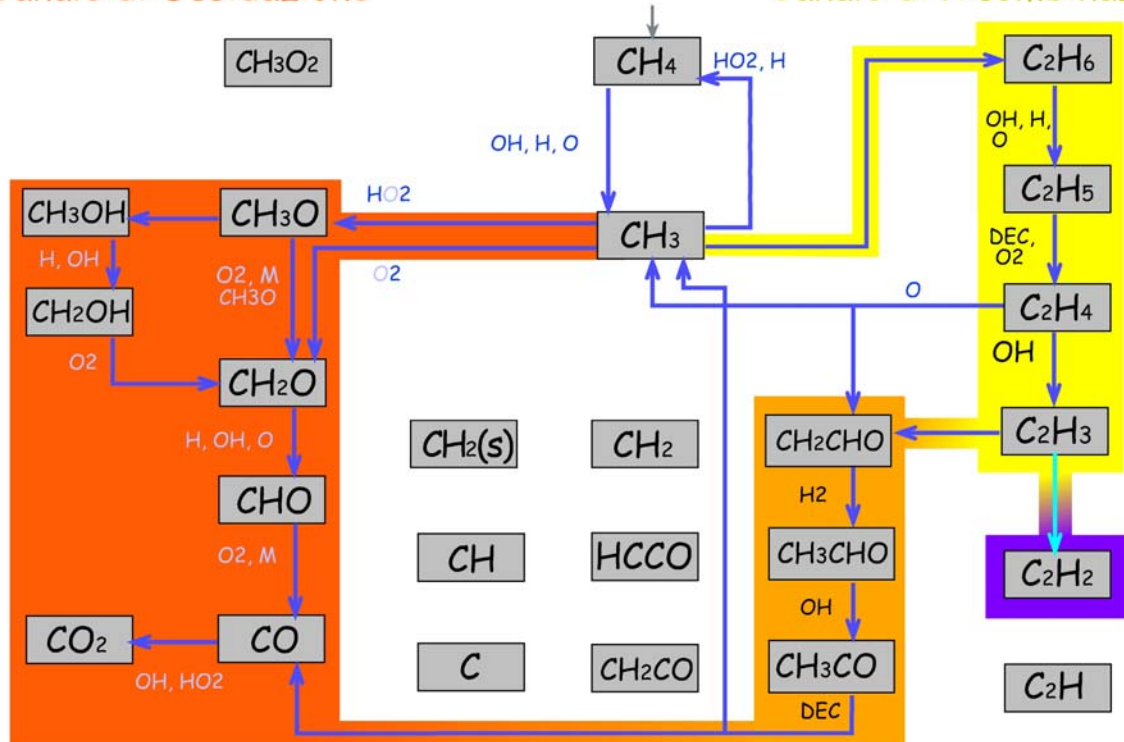 CH3O2
CH4
HO2, H
C2H6
OH, H, O
OH, H,
O
CH3OH
CH3O
HO2
CH3
C2H5
H, OH
O2, M
CH3O
O2
DEC,
O2
CH2OH
O
C2H4
O2
CH2O
OH
H, OH, O
CH2(s)
CH2
CH2CHO
C2H3
CHO
H2
O2, M
CH
HCCO
CH3CHO
C2H2
OH
CO2
CO
C
CH2CO
CH3CO
C2H
OH, HO2
DEC